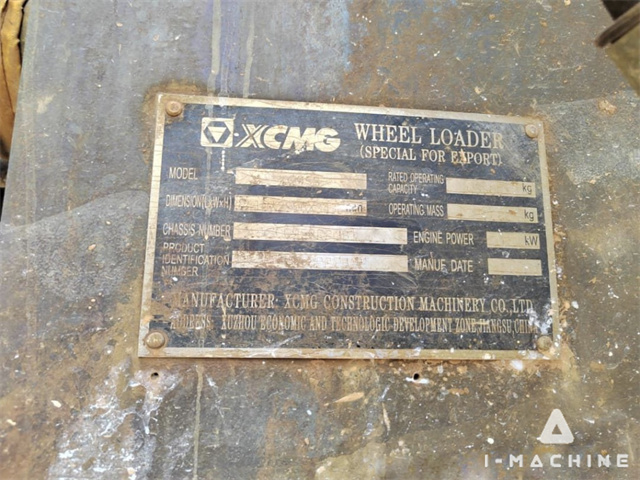 XCMG WHEEL LOADER
(SPECIAL FOR EXPORT)
MODEL
RATED OPERATING CAPACITY kg
DIMENSION(LxWxH)
OPERATING MASS kg
CHASSIS NUMBER
ENGINE POWER kW
PRODUCT IDENTIFICATION NUMBER
MANUF DATE
MANUFACTURER: XCMG CONSTRUCTION MACHINERY CO.,LTD
ADDRESS: XUZHOU ECONOMIC AND TECHNOLOGIC DEVELOPMENT ZONE JIANGSU,CHINA
I-MACHINE